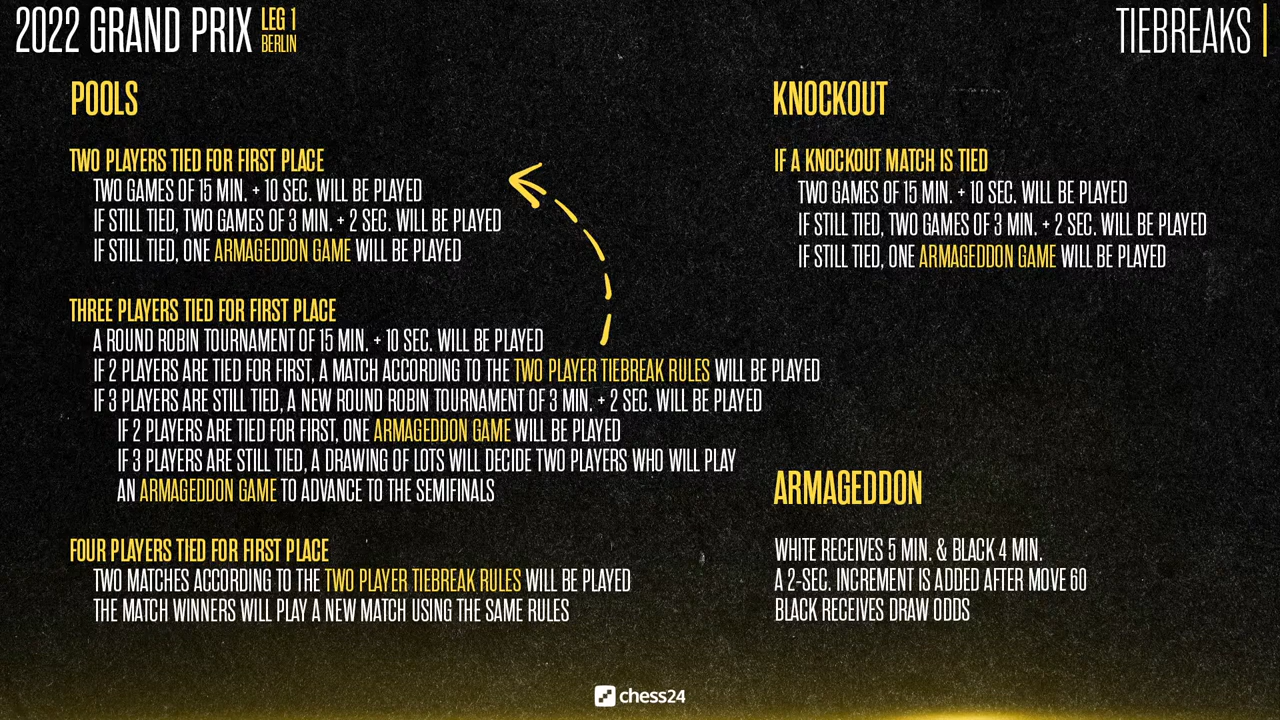 2022 GRAND PRIX
LEG 1
BERLIN
TIEBREAKS
POOLS
TWO PLAYERS TIED FOR FIRST PLACE
TWO GAMES OF 15 MIN. + 10 SEC. WILL BE PLAYED
IF STILL TIED, TWO GAMES OF 3 MIN. + 2 SEC. WILL BE PLAYED
IF STILL TIED, ONE ARMAGEDDON GAME WILL BE PLAYED
THREE PLAYERS TIED FOR FIRST PLACE
A ROUND ROBIN TOURNAMENT OF 15 MIN. + 10 SEC. WILL BE PLAYED
IF 2 PLAYERS ARE TIED FOR FIRST, A MATCH ACCORDING TO THE TWO PLAYER TIEBREAK RULES WILL BE PLAYED
IF 3 PLAYERS ARE STILL TIED, A NEW ROUND ROBIN TOURNAMENT OF 3 MIN. + 2 SEC. WILL BE PLAYED
IF 2 PLAYERS ARE TIED FOR FIRST, ONE ARMAGEDDON GAME WILL BE PLAYED
IF 3 PLAYERS ARE STILL TIED, A DRAWING OF LOTS WILL DECIDE TWO PLAYERS WHO WILL PLAY
AN ARMAGEDDON GAME TO ADVANCE TO THE SEMIFINALS
FOUR PLAYERS TIED FOR FIRST PLACE
TWO MATCHES ACCORDING TO THE TWO PLAYER TIEBREAK RULES WILL BE PLAYED
THE MATCH WINNERS WILL PLAY A NEW MATCH USING THE SAME RULES
KNOCKOUT
IF A KNOCKOUT MATCH IS TIED
TWO GAMES OF 15 MIN. + 10 SEC. WILL BE PLAYED
IF STILL TIED, TWO GAMES OF 3 MIN. + 2 SEC. WILL BE PLAYED
IF STILL TIED, ONE ARMAGEDDON GAME WILL BE PLAYED
ARMAGEDDON
WHITE RECEIVES 5 MIN. & BLACK 4 MIN.
A 2-SEC. INCREMENT IS ADDED AFTER MOVE 60
BLACK RECEIVES DRAW ODDS
chess24